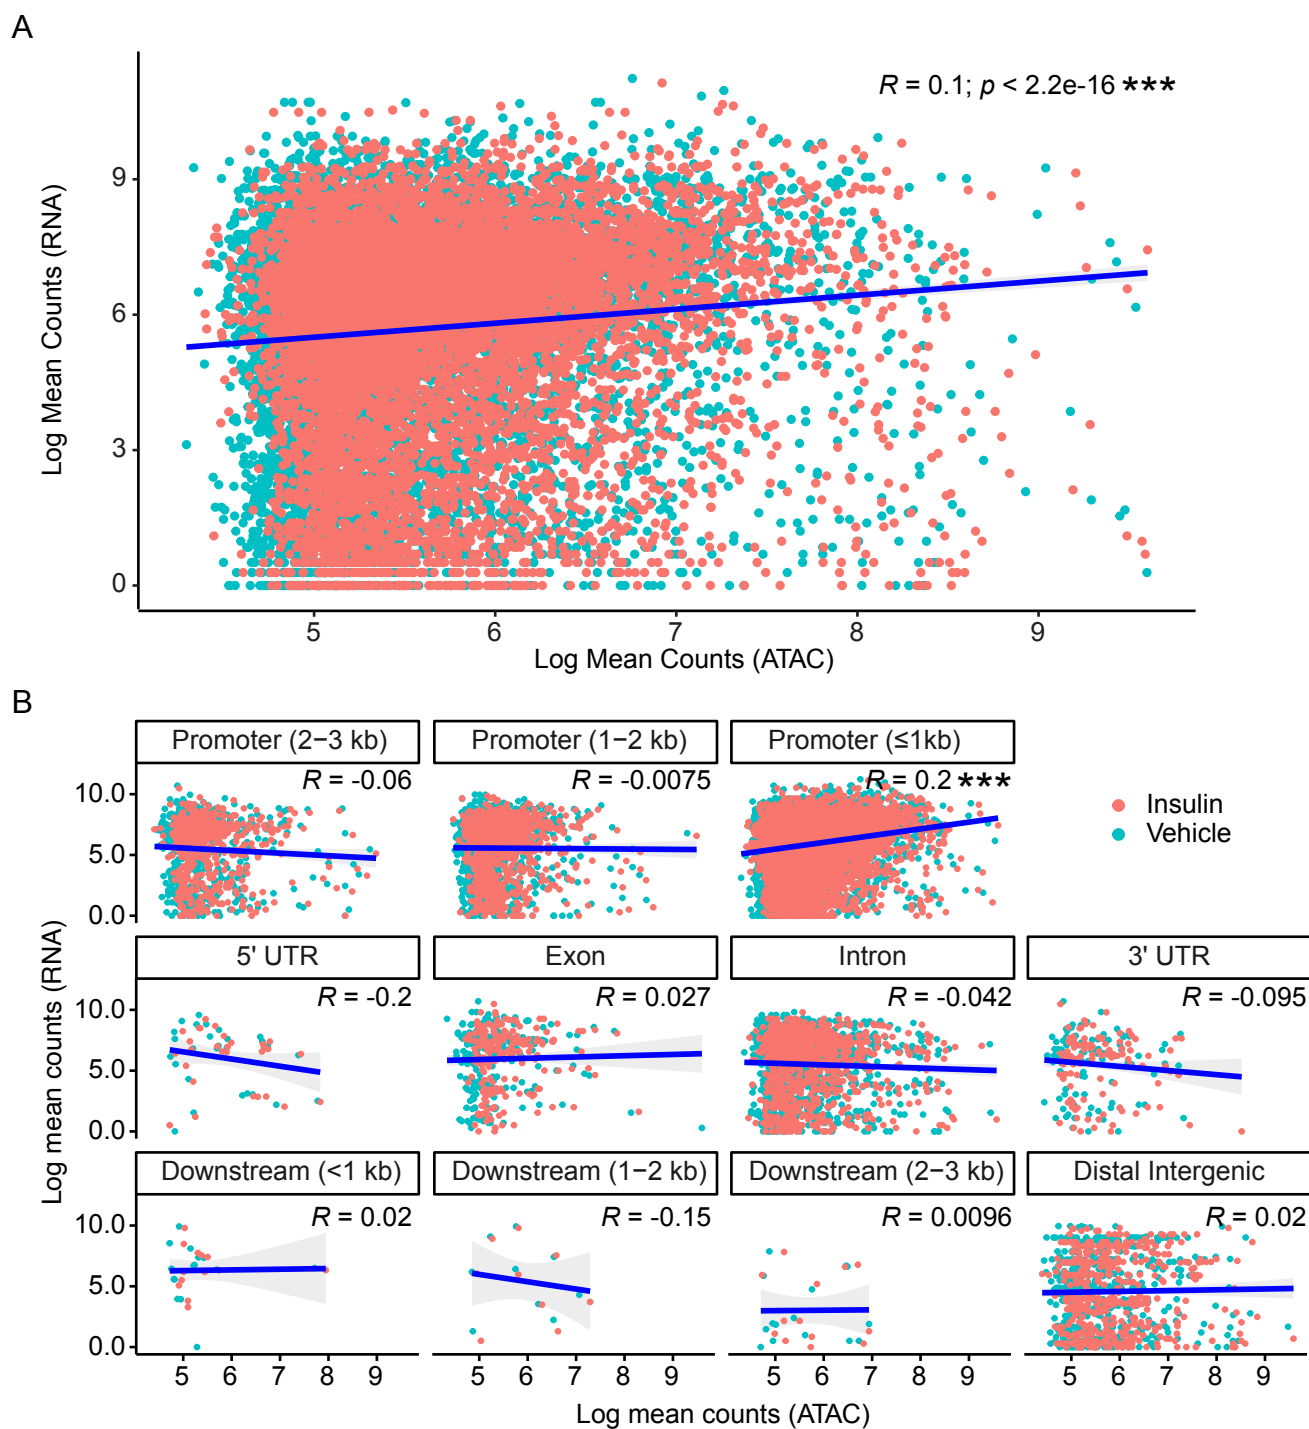 A
R = 0.1; p < 2.2e-16 ***
9
6
3
0
Log Mean Counts (RNA)
5 6 7 8 9
Log Mean Counts (ATAC)
B
Promoter (2−3 kb) Promoter (1−2 kb) Promoter (≤1kb)
R = -0.06 R = -0.0075 R = 0.2 ***
10.0
5.0
0.0
Insulin
Vehicle
Log mean counts (RNA)
5' UTR Exon Intron 3' UTR
R = -0.2 R = 0.027 R = -0.042 R = -0.095
10.0
5.0
0.0
Downstream (<1 kb) Downstream (1−2 kb) Downstream (2−3 kb) Distal Intergenic
R = 0.02 R = -0.15 R = 0.0096 R = 0.02
10.0
5.0
0.0
5 6 7 8 9 5 6 7 8 9 5 6 7 8 9 5 6 7 8 9
Log mean counts (ATAC)